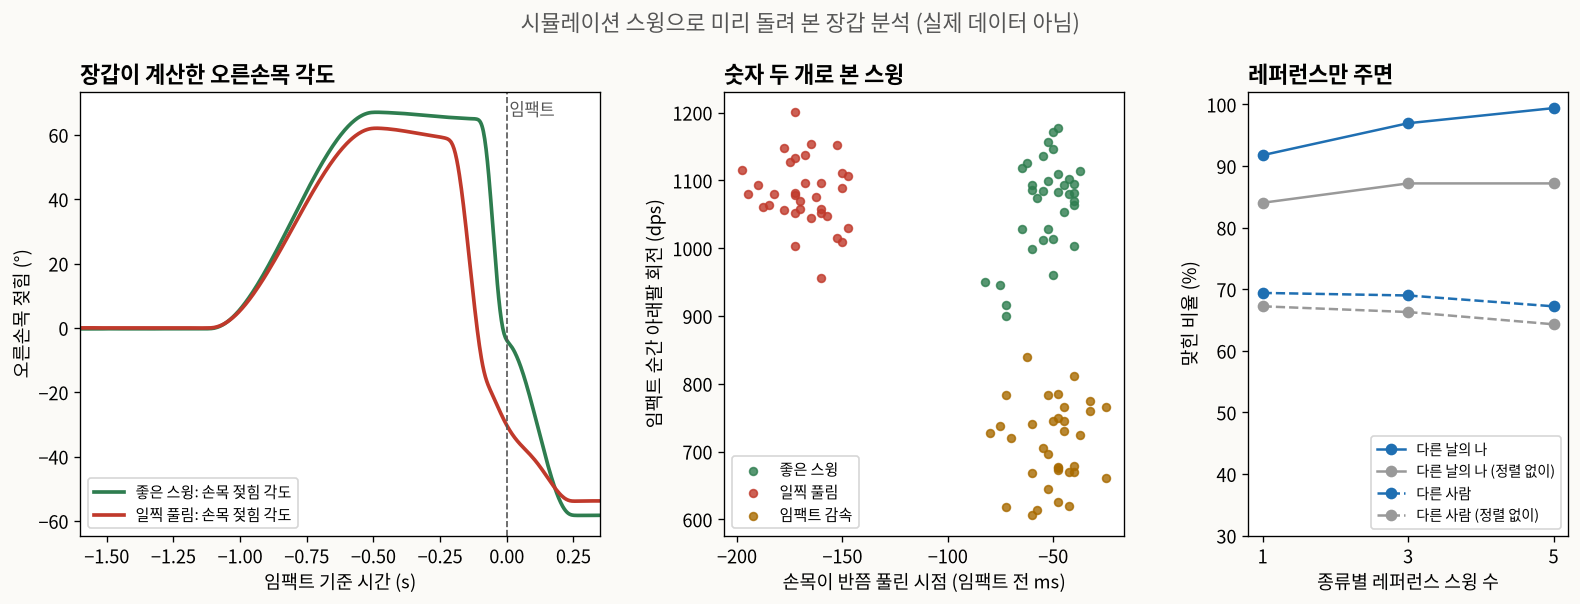 시뮬레이션 스윙으로 미리 돌려 본 장갑 분석 (실제 데이터 아님)
장갑이 계산한 오른손목 각도
임팩트
60
40
20
0
−20
−40
−60
오른손목 젖힘 (°)
좋은 스윙: 손목 젖힘 각도
일찍 풀림: 손목 젖힘 각도
−1.50 −1.25 −1.00 −0.75 −0.50 −0.25 0.00 0.25
임팩트 기준 시간 (s)
숫자 두 개로 본 스윙
1200
1100
1000
900
800
700
600
임팩트 순간 아래팔 회전 (dps)
좋은 스윙
일찍 풀림
임팩트 감속
−200 −150 −100 −50
손목이 반쯤 풀린 시점 (임팩트 전 ms)
레퍼런스만 주면
100
90
80
70
60
50
40
30
맞힌 비율 (%)
다른 날의 나
다른 날의 나 (정렬 없이)
다른 사람
다른 사람 (정렬 없이)
1 3 5
종류별 레퍼런스 스윙 수